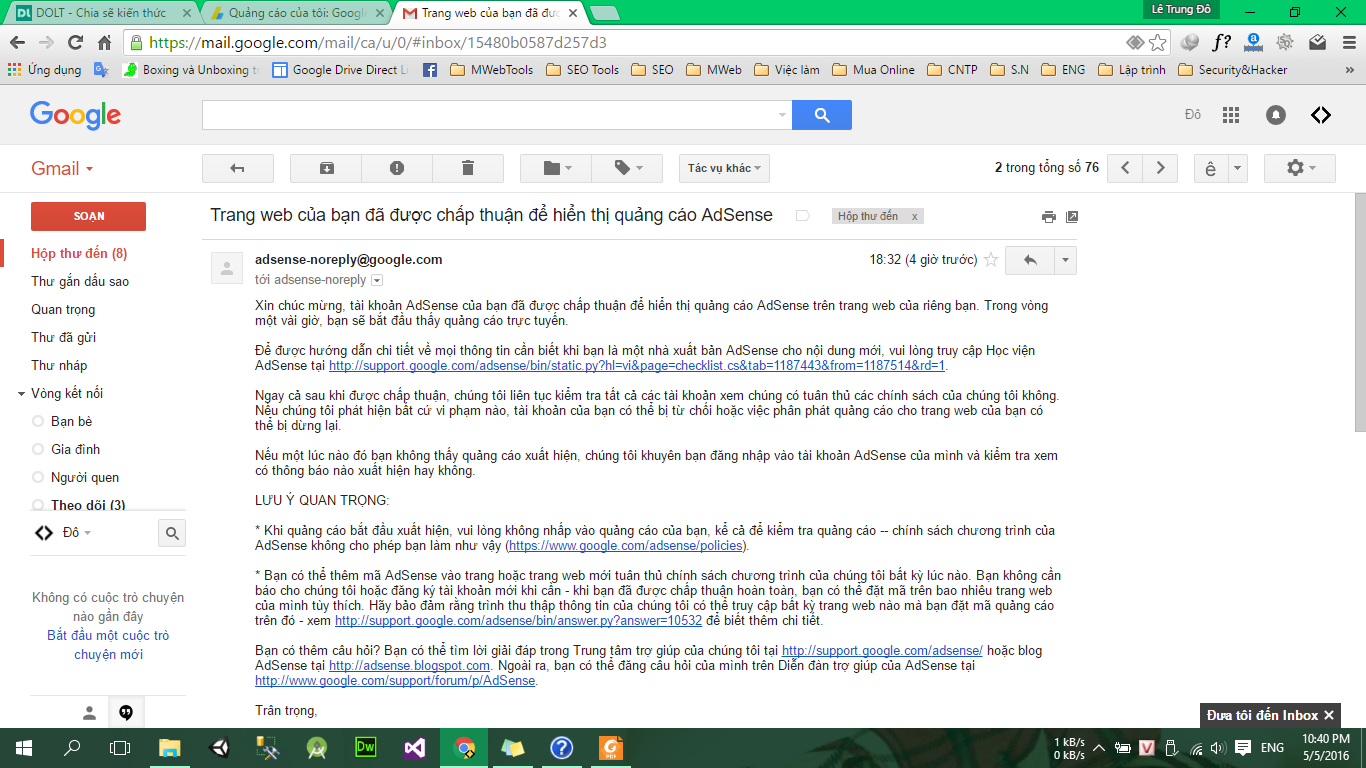 DOLT - Chia sẽ kiến thức
Quảng cáo của tôi: Googl
Trang web của bạn đã đượ
Lê Trung Đô
https://mail.google.com/mail/ca/u/0/#inbox/15480b0587d257d3
Ứng dụng
Boxing và Unboxing t
Google Drive Direct Li
MWebTools
SEO Tools
SEO
MWeb
Việc làm
Mua Online
CNTP
S.N
ENG
Lập trình
Security&Hacker
»
Google
Đô
Gmail
Tác vụ khác
2 trong tổng số 76
ê
SOẠN
Trang web của bạn đã được chấp thuận để hiển thị quảng cáo AdSense
Hộp thư đến x
Hộp thư đến (8)
Thư gắn dấu sao
Quan trọng
Thư đã gửi
Thư nháp
Vòng kết nối
Bạn bè
Gia đình
Người quen
Theo dõi (3)
Đô
Không có cuộc trò chuyện
nào gần đây
Bắt đầu một cuộc trò
chuyện mới
adsense-noreply@google.com
18:32 (4 giờ trước)
tới adsense-noreply
Xin chúc mừng, tài khoản AdSense của bạn đã được chấp thuận để hiển thị quảng cáo AdSense trên trang web của riêng bạn. Trong vòng
một vài giờ, bạn sẽ bắt đầu thấy quảng cáo trực tuyến.
Để được hướng dẫn chi tiết về mọi thông tin cần biết khi bạn là một nhà xuất bản AdSense cho nội dung mới, vui lòng truy cập Học viện
AdSense tại http://support.google.com/adsense/bin/static.py?hl=vi&page=checklist.cs&tab=1187443&from=1187514&rd=1.
Ngay cả sau khi được chấp thuận, chúng tôi liên tục kiểm tra tất cả các tài khoản xem chúng có tuân thủ các chính sách của chúng tôi không.
Nếu chúng tôi phát hiện bất cứ vi phạm nào, tài khoản của bạn có thể bị từ chối hoặc việc phân phát quảng cáo cho trang web của bạn có
thể bị dừng lại.
Nếu một lúc nào đó bạn không thấy quảng cáo xuất hiện, chúng tôi khuyên bạn đăng nhập vào tài khoản AdSense của mình và kiểm tra xem
có thông báo nào xuất hiện hay không.
LƯU Ý QUAN TRỌNG:
* Khi quảng cáo bắt đầu xuất hiện, vui lòng không nhấp vào quảng cáo của bạn, kể cả để kiểm tra quảng cáo -- chính sách chương trình của
AdSense không cho phép bạn làm như vậy (https://www.google.com/adsense/policies).
* Bạn có thể thêm mã AdSense vào trang hoặc trang web mới tuân thủ chính sách chương trình của chúng tôi bất kỳ lúc nào. Bạn không cần
báo cho chúng tôi hoặc đăng ký tài khoản mới khi cần - khi bạn đã được chấp thuận hoàn toàn, bạn có thể đặt mã trên bao nhiêu trang web
của mình tùy thích. Hãy bảo đảm rằng trình thu thập thông tin của chúng tôi có thể truy cập bất kỳ trang web nào mà bạn đặt mã quảng cáo
trên đó - xem http://support.google.com/adsense/bin/answer.py?answer=10532 để biết thêm chi tiết.
Bạn có thêm câu hỏi? Bạn có thể tìm lời giải đáp trong Trung tâm trợ giúp của chúng tôi tại http://support.google.com/adsense/ hoặc blog
AdSense tại http://adsense.blogspot.com. Ngoài ra, bạn có thể đăng câu hỏi của mình trên Diễn đàn trợ giúp của AdSense tại
http://www.google.com/support/forum/p/AdSense.
Trân trọng,
Đưa tôi đến Inbox ✕
Dw
PDF
1 kB/s
0 kB/s
V
ENG
10:40 PM
5/5/2016